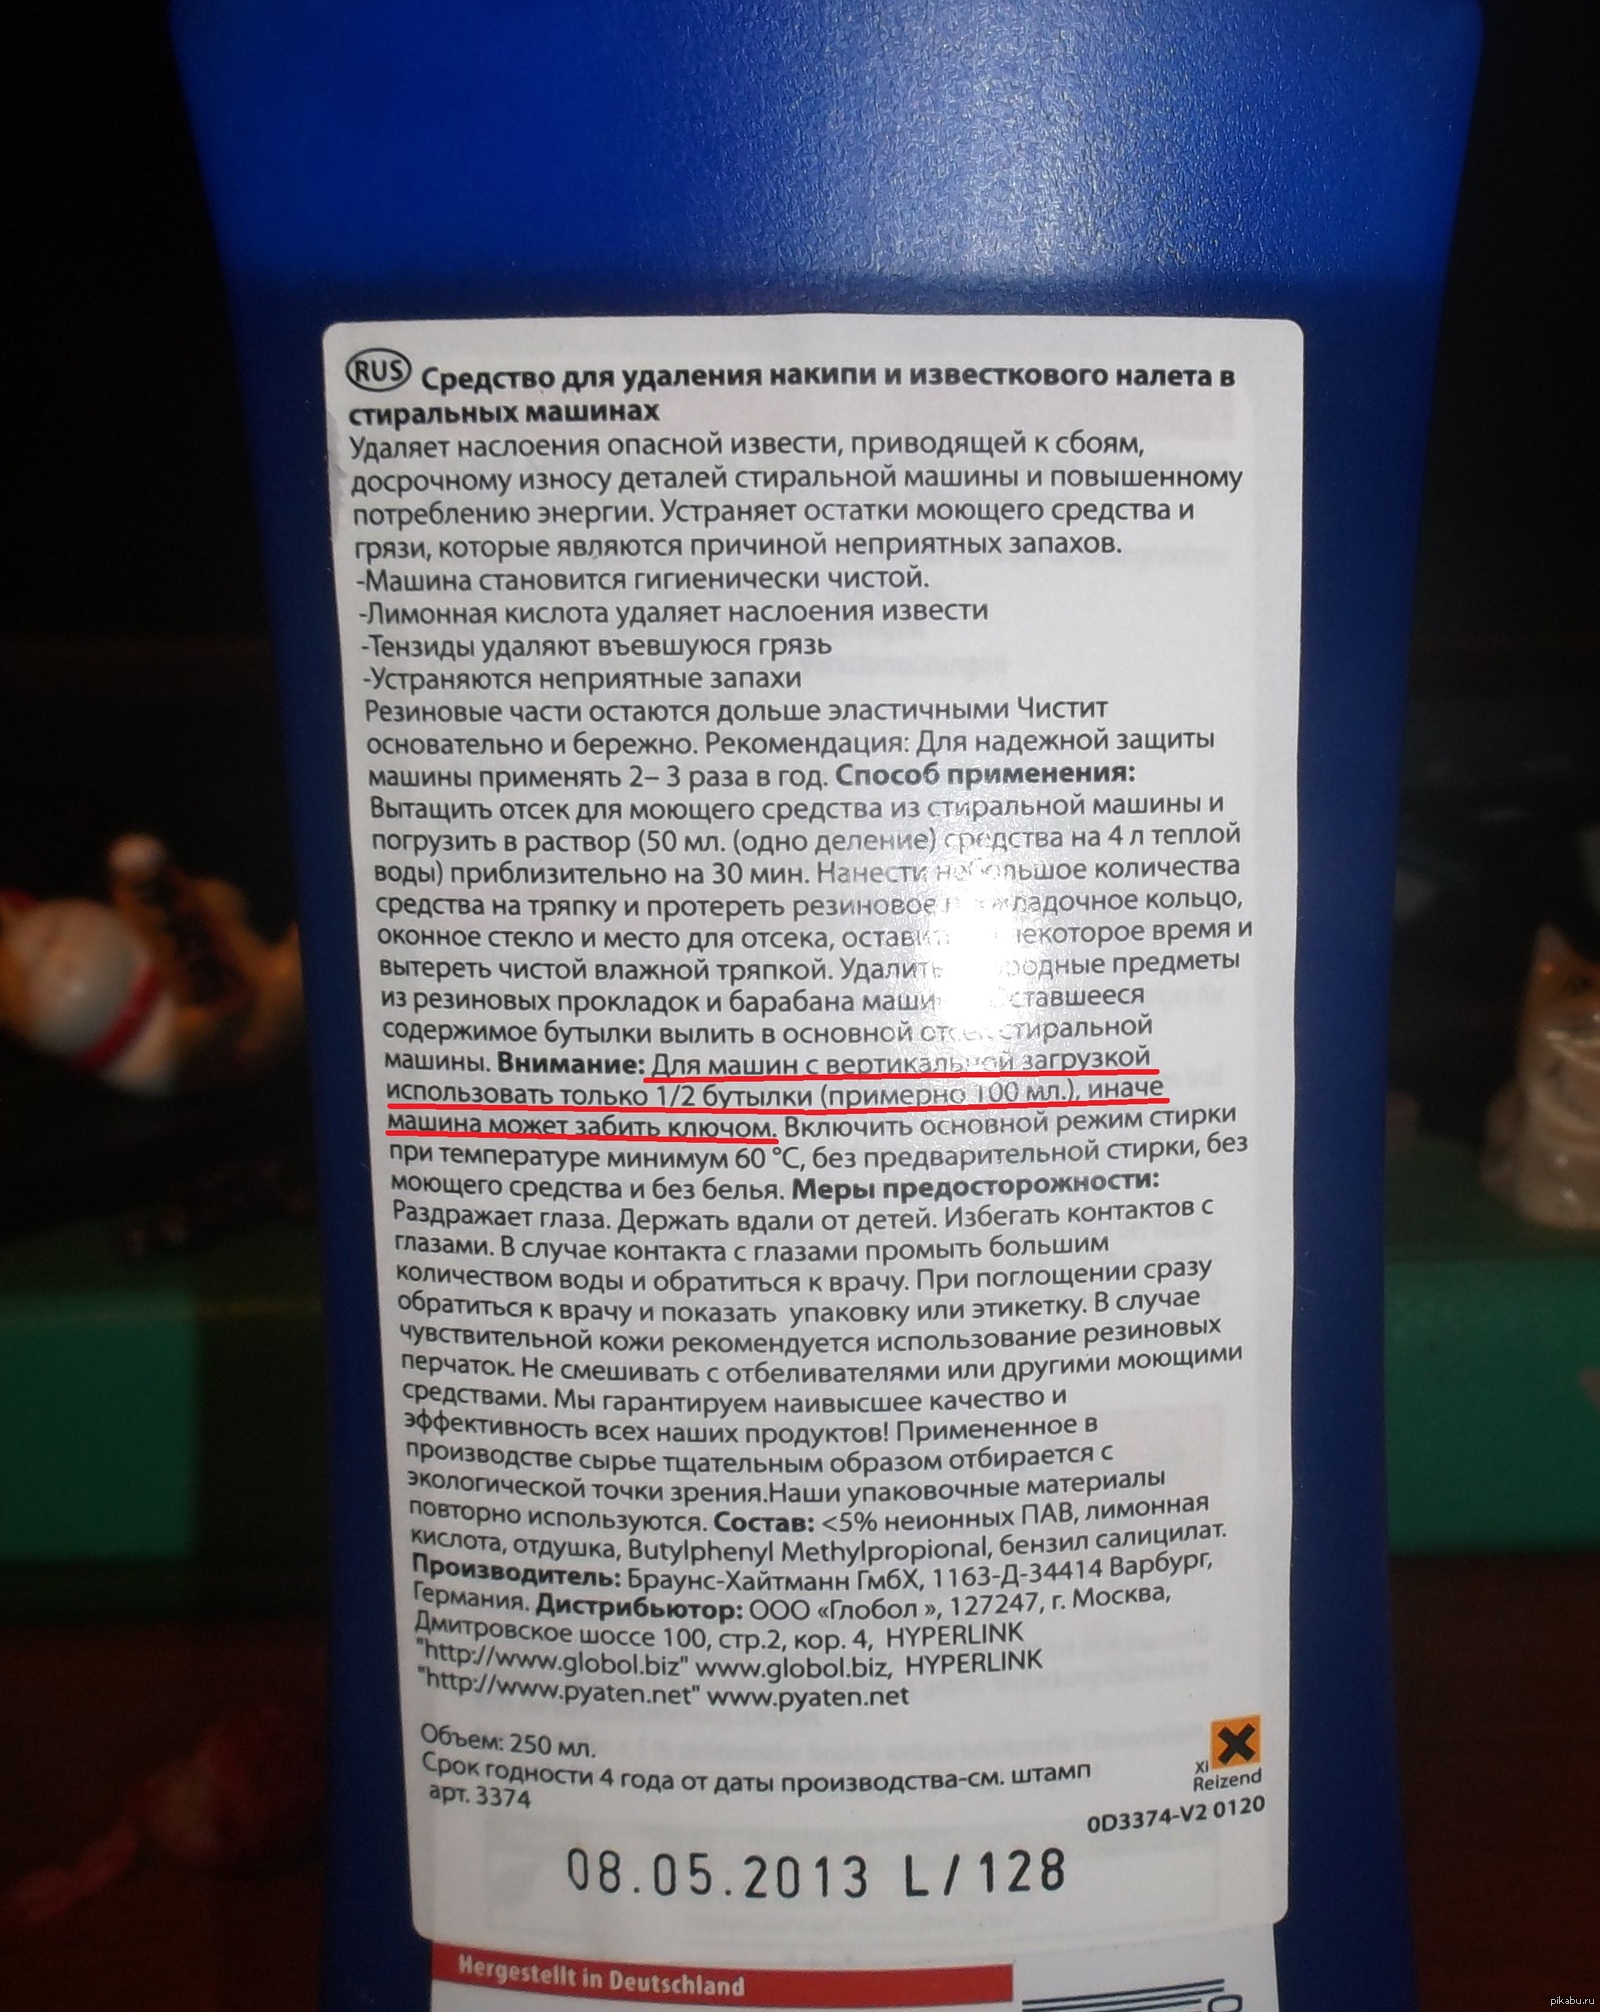 RUS Средство для удаления накипи и известкового налета в
стиральных машинах
Удаляет наслоения опасной извести, приводящей к сбоям,
досрочному износу деталей стиральной машины и повышенному
потреблению энергии. Устраняет остатки моющего средства и
грязи, которые являются причиной неприятных запахов.
-Машина становится гигиенически чистой.
-Лимонная кислота удаляет наслоения извести
-Тензиды удаляют въевшуюся грязь
-Устраняются неприятные запахи
Резиновые части остаются дольше эластичными Чистит
основательно и бережно. Рекомендация: Для надежной защиты
машины применять 2– 3 раза в год. Способ применения:
Вытащить отсек для моющего средства из стиральной машины и
погрузить в раствор (50 мл. (одно деление) средства на 4 л теплой
воды) приблизительно на 30 мин. Нанести небольшое количества
средства на тряпку и протереть резиновое кольцо,
оконное стекло и место для отсека, некоторое время и
вытереть чистой влажной тряпкой. Удалить предметы
из резиновых прокладок и барабана Оставшееся
содержимое бутылки вылить в основной отсек стиральной
машины. Внимание: Для машин с вертикальной загрузкой
использовать только 1/2 бутылки (примерно 100 мл.), иначе
машина может забить ключом. Включить основной режим стирки
при температуре минимум 60 °C, без предварительной стирки, без
моющего средства и без белья. Меры предосторожности:
Раздражает глаза. Держать вдали от детей. Избегать контактов с
глазами. В случае контакта с глазами промыть большим
количеством воды и обратиться к врачу. При поглощении сразу
обратиться к врачу и показать упаковку или этикетку. В случае
чувствительной кожи рекомендуется использование резиновых
перчаток. Не смешивать с отбеливателями или другими моющими
средствами. Мы гарантируем наивысшее качество и
эффективность всех наших продуктов! Примененное в
производстве сырье тщательным образом отбирается с
экологической точки зрения.Наши упаковочные материалы
повторно используются. Состав: <5% неионных ПАВ, лимонная
кислота, отдушка, Butylphenyl Methylpropional, бензил салицилат.
Производитель: Браунс-Хайтманн ГмбХ, 1163-Д-34414 Варбург,
Германия. Дистрибьютор: ООО «Глобол », 127247, г. Москва,
Дмитровское шоссе 100, стр.2, кор. 4, HYPERLINK
"http://www.globol.biz" www.globol.biz, HYPERLINK
"http://www.pyaten.net" www.pyaten.net
Объем: 250 мл.
Срок годности 4 года от даты производства-см. штамп
арт. 3374
Xi
Reizend
0D3374-V2 0120
08.05.2013 L/128
Hergestellt in Deutschland
pikabu.ru